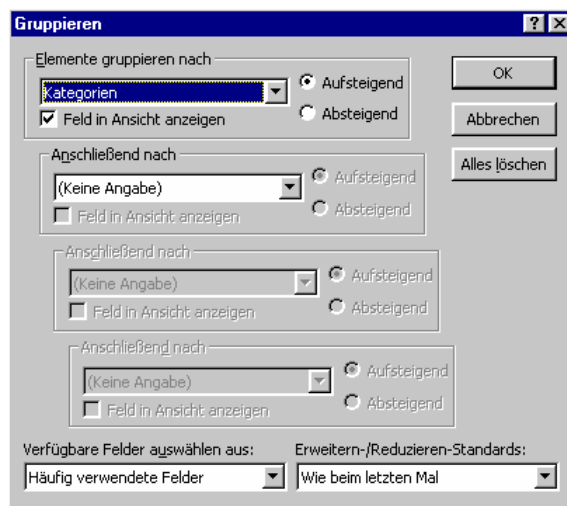 Gruppieren
Elemente gruppieren nach
Kategorien
Aufsteigend
Feld in Ansicht anzeigen
Absteigend
OK
Abbrechen
Alles löschen
Anschließend nach
(Keine Angabe)
Aufsteigend
Feld in Ansicht anzeigen
Absteigend
Anschließend nach
(Keine Angabe)
Aufsteigend
Feld in Ansicht anzeigen
Absteigend
Anschließend nach
(Keine Angabe)
Aufsteigend
Feld in Ansicht anzeigen
Absteigend
Verfügbare Felder auswählen aus:
Häufig verwendete Felder
Erweitern-/Reduzieren-Standards:
Wie beim letzten Mal